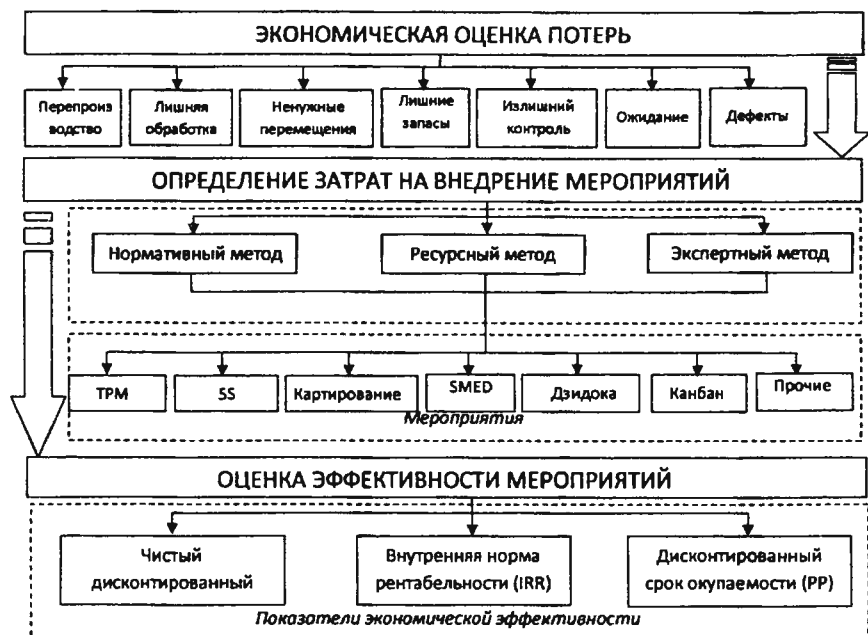 ЭКОНОМИЧЕСКАЯ ОЦЕНКА ПОТЕРЬ
Перепроиз
водство
Лишняя
обработка
Ненужные
перемещения
Лишние
запасы
Излишний
контроль
Ожидание
Дефекты
ОПРЕДЕЛЕНИЕ ЗАТРАТ НА ВНЕДРЕНИЕ МЕРОПРИЯТИЙ
Нормативный метод
Ресурсный метод
Экспертный метод
TPM
5S
Картирование
SMED
Дзидока
Канбан
Прочие
Мероприятия
ОЦЕНКА ЭФФЕКТИВНОСТИ МЕРОПРИЯТИЙ
Чистый
дисконтированный
Внутренняя норма
рентабельности (IRR)
Дисконтированный
срок окупаемости (PP)
Показатели экономической эффективности